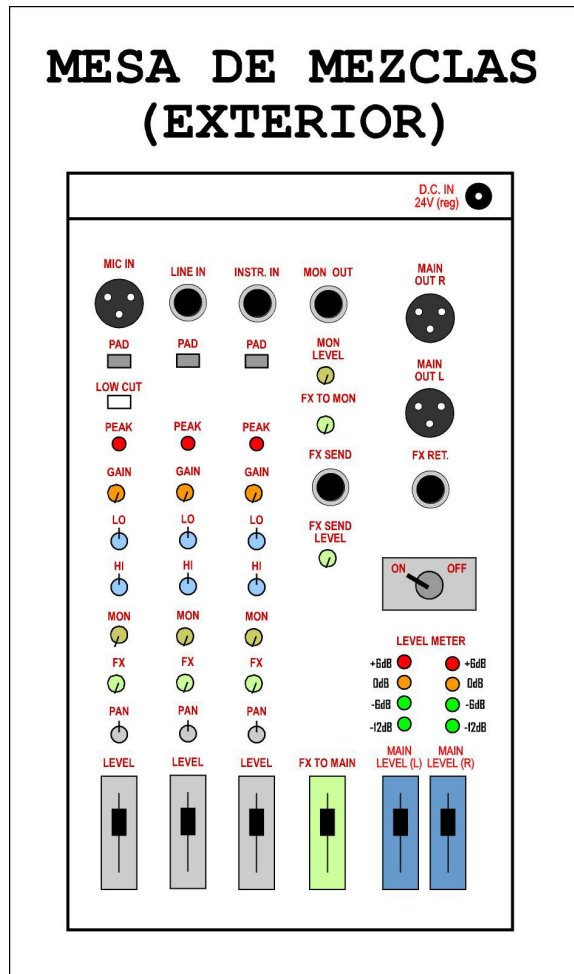 MESA DE MEZCLAS
(EXTERIOR)
D.C. IN
24V (reg)
MIC IN
LINE IN
INSTR. IN
MON OUT
MAIN
OUT R
PAD
PAD
PAD
MON
LEVEL
MAIN
OUT L
LOW CUT
FX TO MON
PEAK
PEAK
PEAK
FX SEND
FX RET.
GAIN
GAIN
GAIN
LO
LO
LO
FX SEND
LEVEL
HI
HI
HI
ON
OFF
MON
MON
MON
LEVEL METER
FX
FX
FX
+6dB
+6dB
0dB
0dB
-6dB
-6dB
PAN
PAN
PAN
-12dB
-12dB
LEVEL
LEVEL
LEVEL
FX TO MAIN
MAIN
LEVEL (L)
MAIN
LEVEL (R)